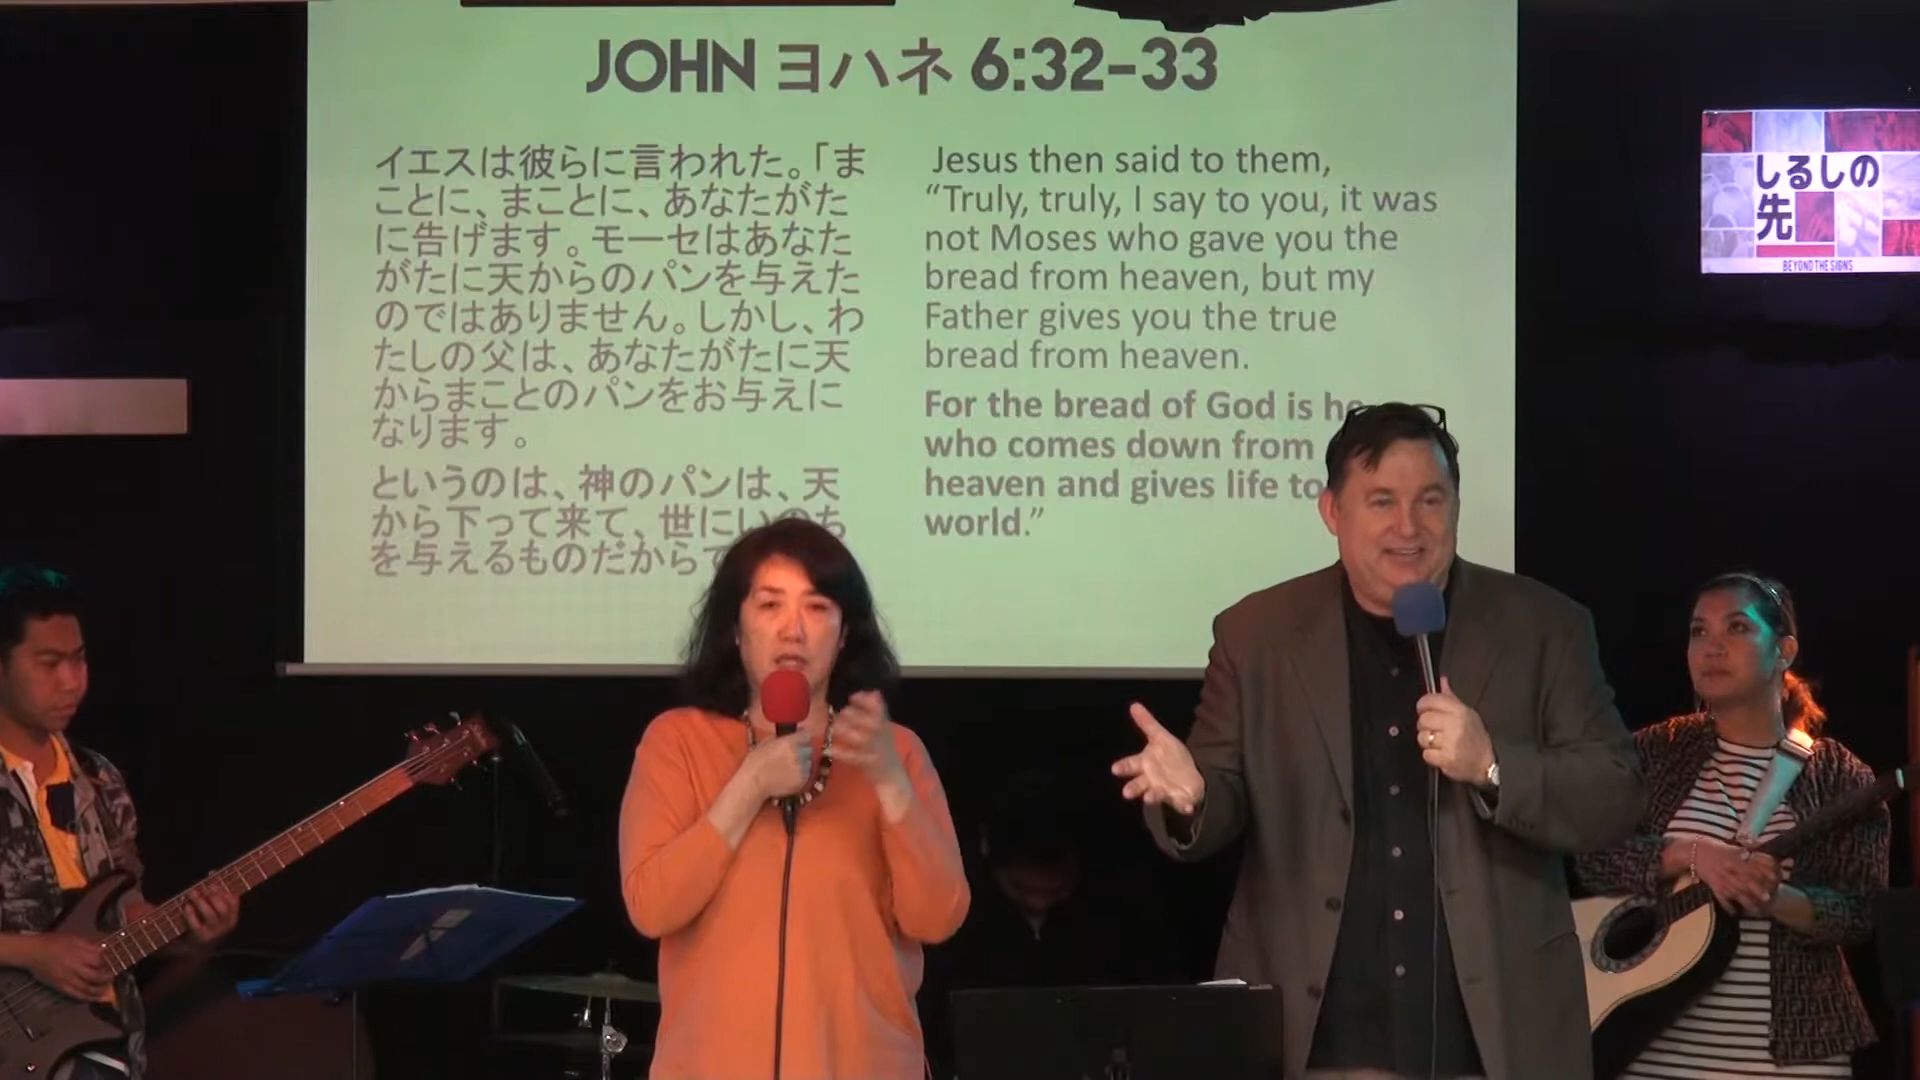 JOHN ヨハネ 6:32-33
イエスは彼らに言われた。「ま
ことに、まことに、あなたがた
に告げます。モーセはあなた
がたに天からのパンを与えた
のではありません。しかし、わ
たしの父は、あなたがたに天
からまことのパンをお与えに
なります。
というのは、神のパンは、天
から下って来て、世にいのち
を与えるものだから
Jesus then said to them,
“Truly, truly, I say to you, it was
not Moses who gave you the
bread from heaven, but my
Father gives you the true
bread from heaven.
For the bread of God is he
who comes down from
heaven and gives life to
world.”
しるしの
先
BEYOND THE SIGNS